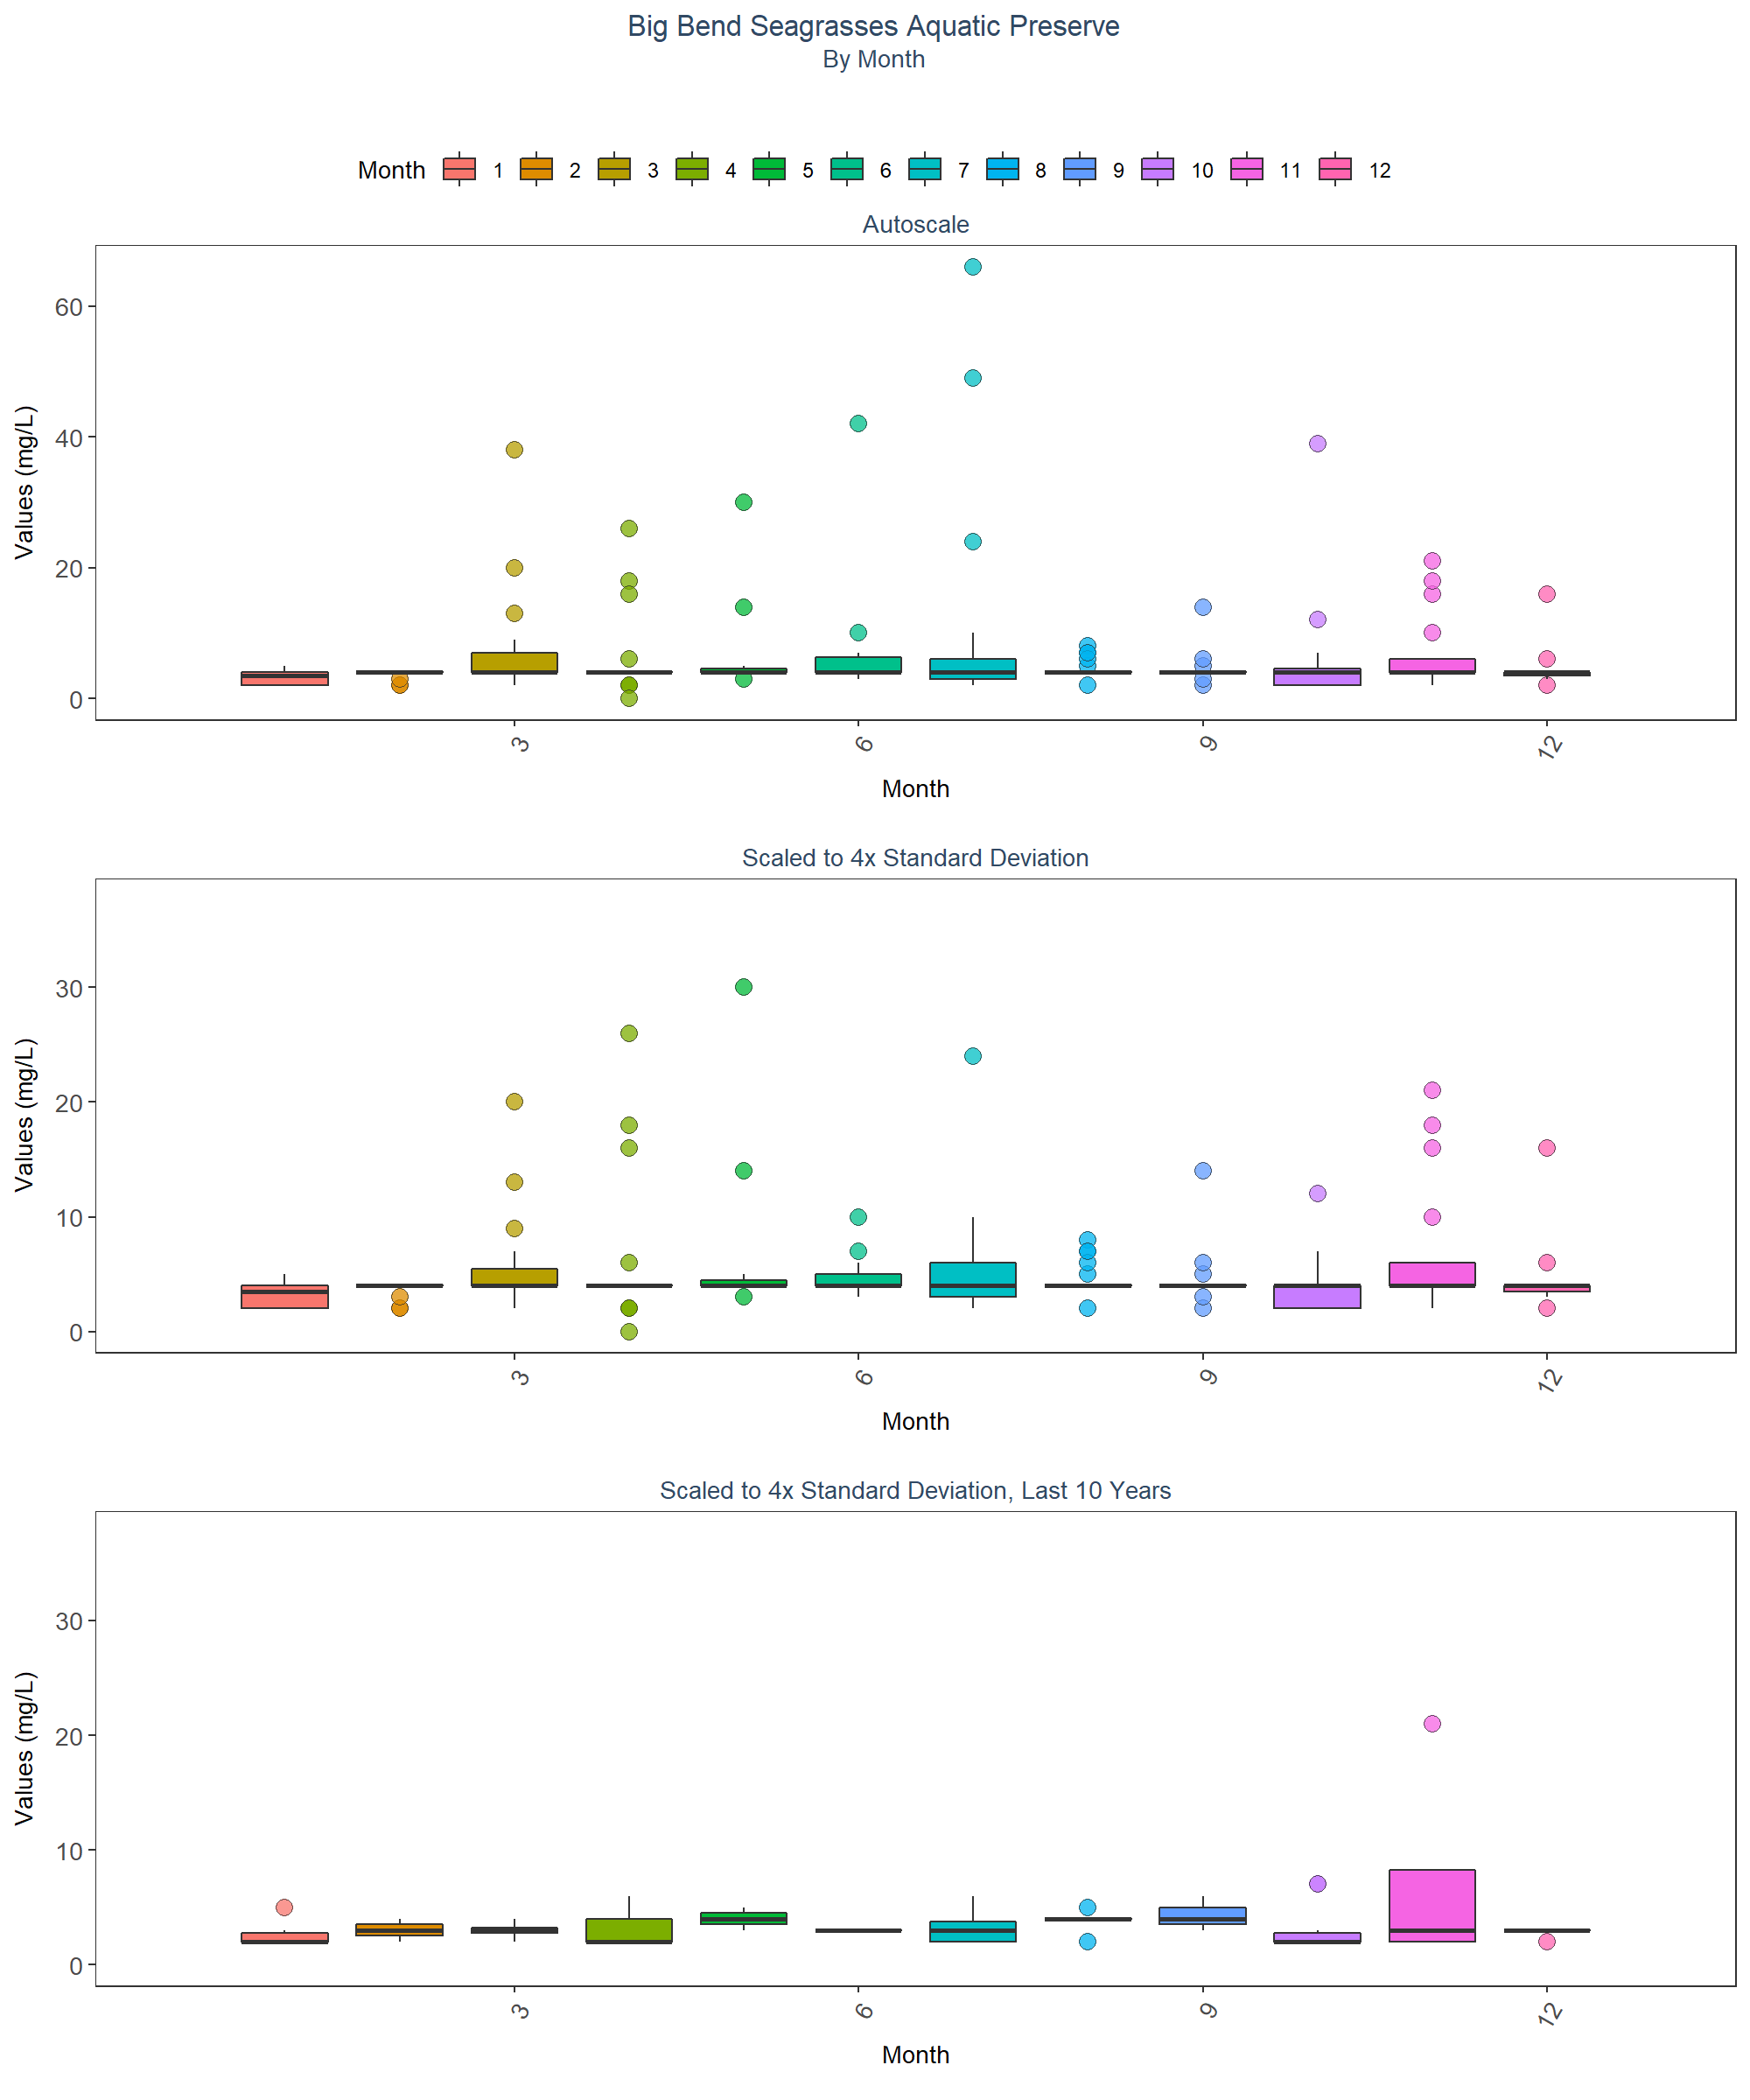 Big Bend Seagrasses Aquatic Preserve
By Month
Month 1 2 3 4 5 6 7 8 9 10 11 12
Autoscale
Values (mg/L)
60
40
20
0
3 6 9 12
Month
Scaled to 4x Standard Deviation
Values (mg/L)
30
20
10
0
3 6 9 12
Month
Scaled to 4x Standard Deviation, Last 10 Years
Values (mg/L)
30
20
10
0
3 6 9 12
Month